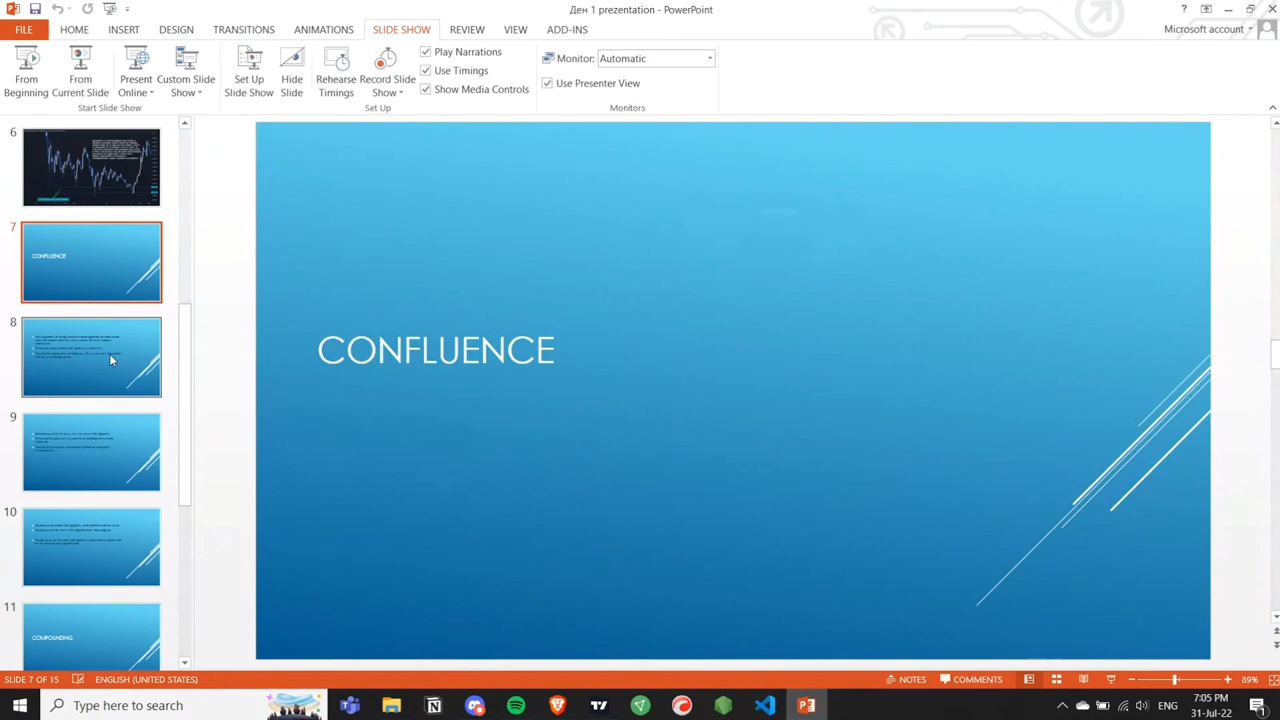 Ден 1 prezentation - PowerPoint
?
FILE
HOME
INSERT
DESIGN
TRANSITIONS
ANIMATIONS
SLIDE SHOW
REVIEW
VIEW
ADD-INS
Microsoft account
From Beginning
From Current Slide
Present Online
Custom Slide Show
Set Up Slide Show
Hide Slide
Rehearse Timings
Record Slide Show
Play Narrations
Use Timings
Show Media Controls
Monitor: Automatic
Use Presenter View
Start Slide Show
Set Up
Monitors
6
7
CONFLUENCE
8
9
10
11
COMPOUNDING
CONFLUENCE
SLIDE 7 OF 15
ENGLISH (UNITED STATES)
NOTES
COMMENTS
89%
Type here to search
ENG
7:05 PM
31-Jul-22
1